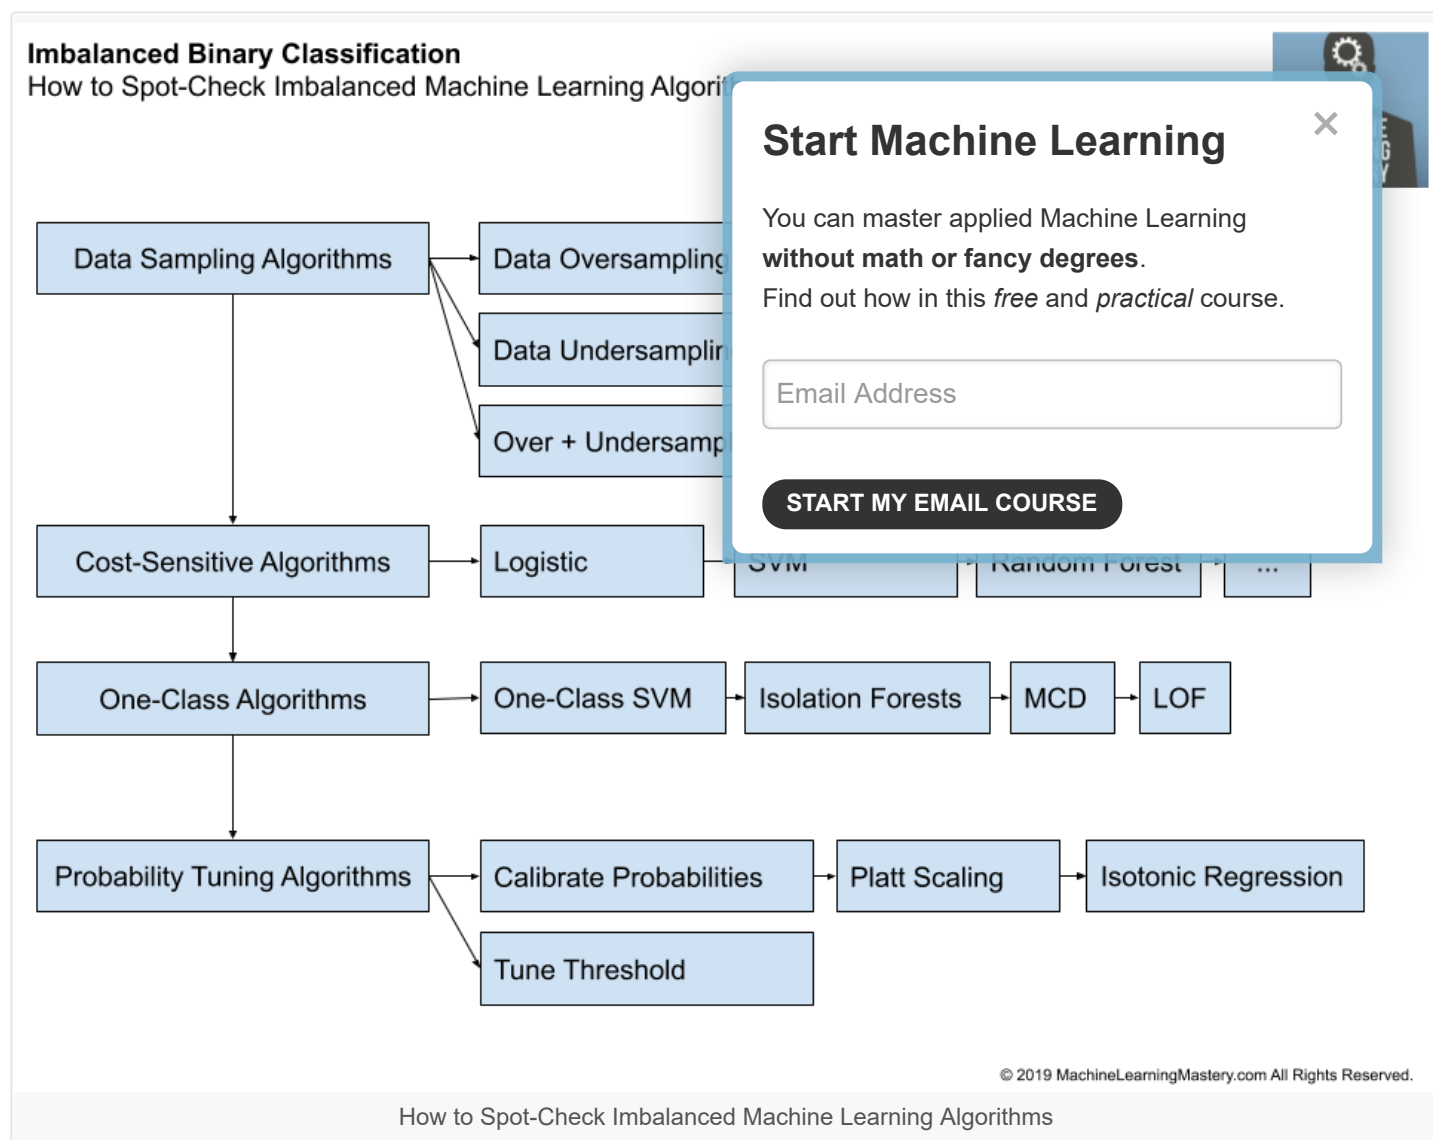 Imbalanced Binary Classification
How to Spot-Check Imbalanced Machine Learning
Start Machine Learning
×
You can master applied Machine Learning
without math or fancy degrees.
Find out how in this free and practical course.
Email Address
START MY EMAIL COURSE
Data Sampling Algorithms
Data Oversampling
Data
Over +
Cost-Sensitive Algorithms
Logistic
SVM
Random Forest
...
One-Class Algorithms
One-Class SVM
Isolation Forests
MCD
LOF
Probability Tuning Algorithms
Calibrate Probabilities
Platt Scaling
Isotonic Regression
Tune Threshold
© 2019 MachineLearningMastery.com All Rights Reserved.
How to Spot-Check Imbalanced Machine Learning Algorithms